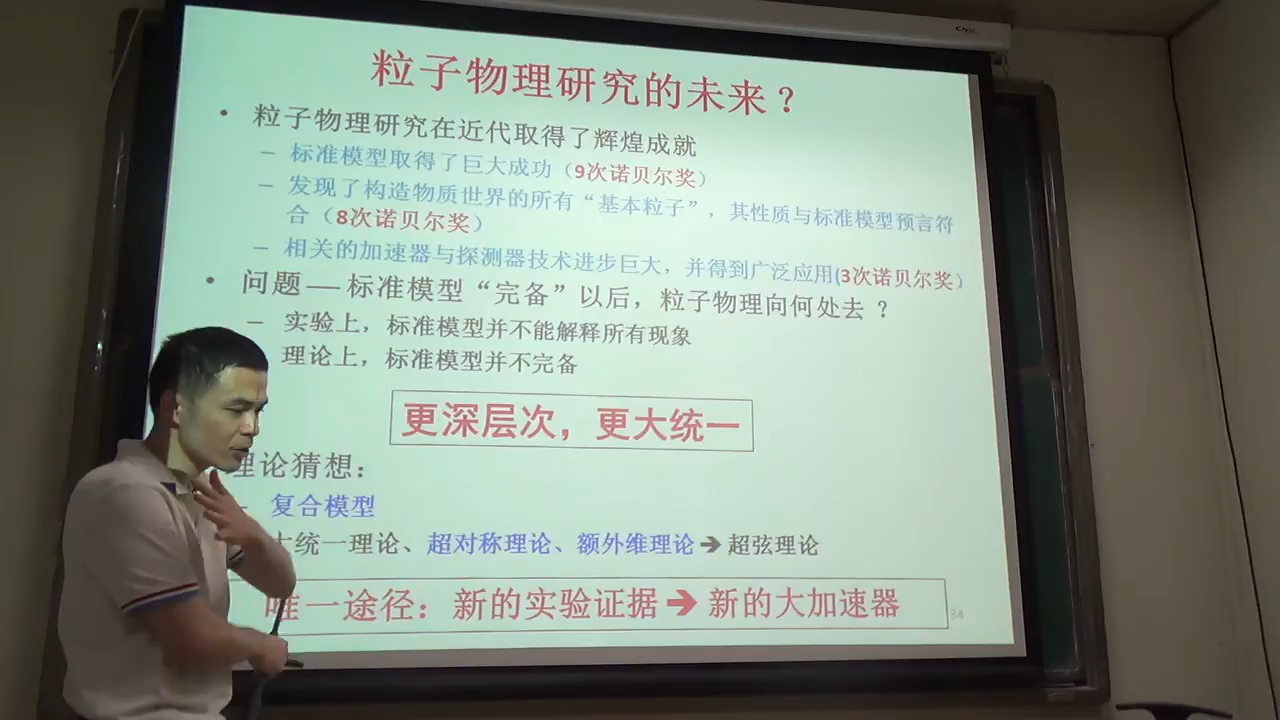 粒子物理研究的未来？
• 粒子物理研究在近代取得了辉煌成就
– 标准模型取得了巨大成功（9次诺贝尔奖）
– 发现了构造物质世界的所有“基本粒子”，其性质与标准模型预言符
合（8次诺贝尔奖）
– 相关的加速器与探测器技术进步巨大，并得到广泛应用(3次诺贝尔奖）
• 问题 — 标准模型“完备”以后，粒子物理向何处去 ？
– 实验上，标准模型并不能解释所有现象
理论上，标准模型并不完备
更深层次，更大统一
理论猜想：
– 复合模型
大统一理论、超对称理论、额外维理论➔超弦理论
唯一途径：新的实验证据➔新的大加速器
34